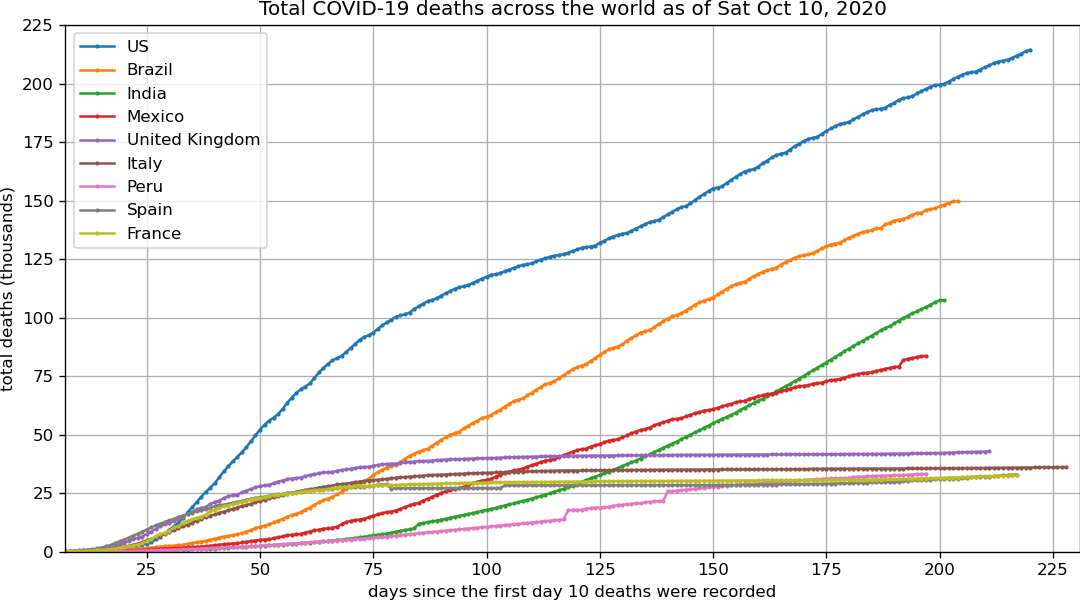 Total COVID-19 deaths across the world as of Sat Oct 10, 2020
225
200
175
150
125
100
75
50
25
0
total deaths (thousands)
US
Brazil
India
Mexico
United Kingdom
Italy
Peru
Spain
France
25 50 75 100 125 150 175 200 225
days since the first day 10 deaths were recorded